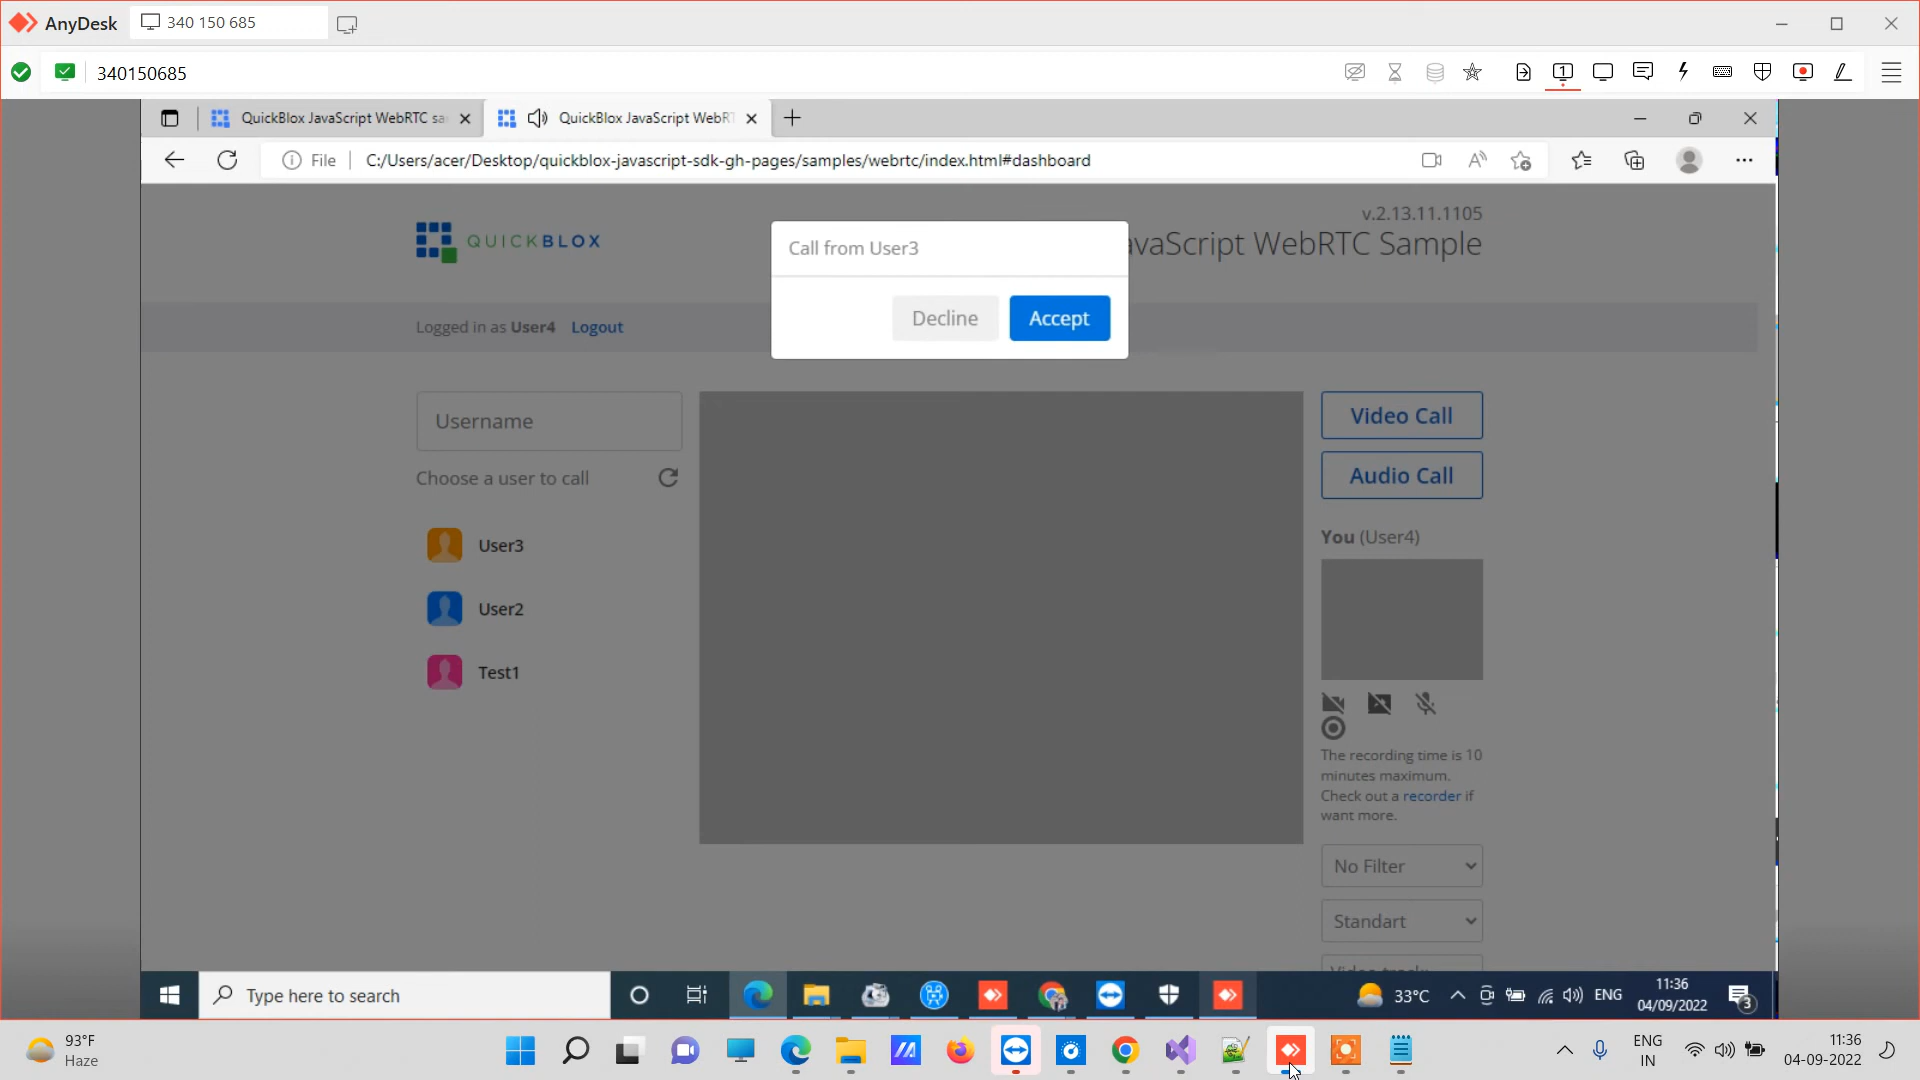 AnyDesk
340 150 685
340150685
1
QuickBlox JavaScript WebRTC sa
QuickBlox JavaScript WebRT
File
C:/Users/acer/Desktop/quickblox-javascript-sdk-gh-pages/samples/webrtc/index.html#dashboard
QUICKBLOX
v.2.13.11.1105
avaScript WebRTC Sample
Call from User3
Decline
Accept
Logged in as User4 Logout
Username
Choose a user to call
User3
User2
Test1
Video Call
Audio Call
You (User4)
The recording time is 10
minutes maximum.
Check out a recorder if
want more.
No Filter
Standart
Type here to search
33°C
ENG
11:36
04/09/2022
3
93°F
Haze
ENG
IN
11:36
04-09-2022